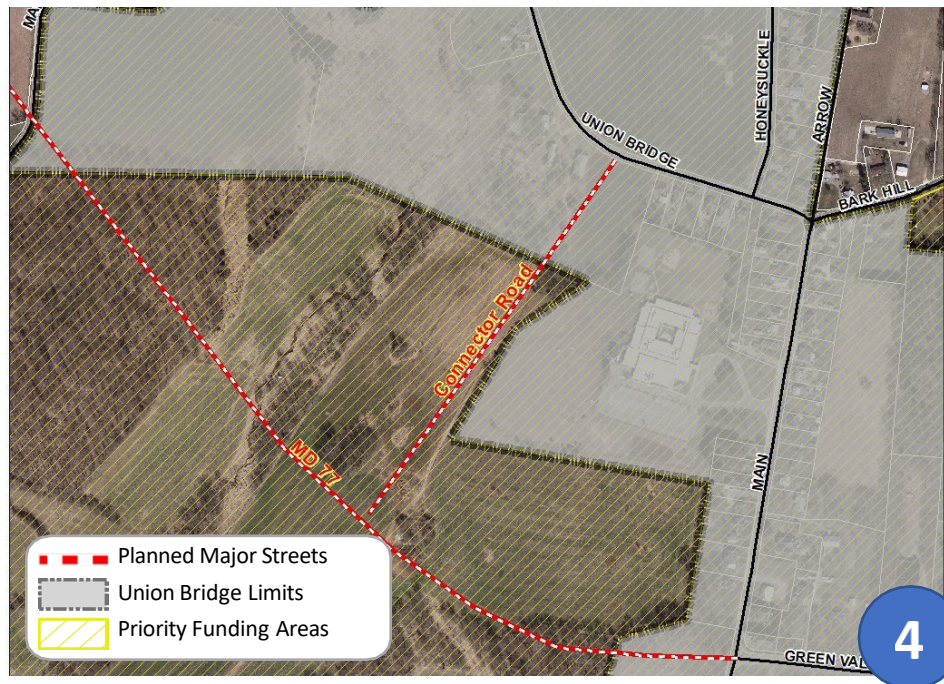 MA
HONEYSUCKLE
ARROW
UNION BRIDGE
BARK HILL
Connector Road
MD 77
MAIN
Planned Major Streets
Union Bridge Limits
Priority Funding Areas
GREEN VAL
4